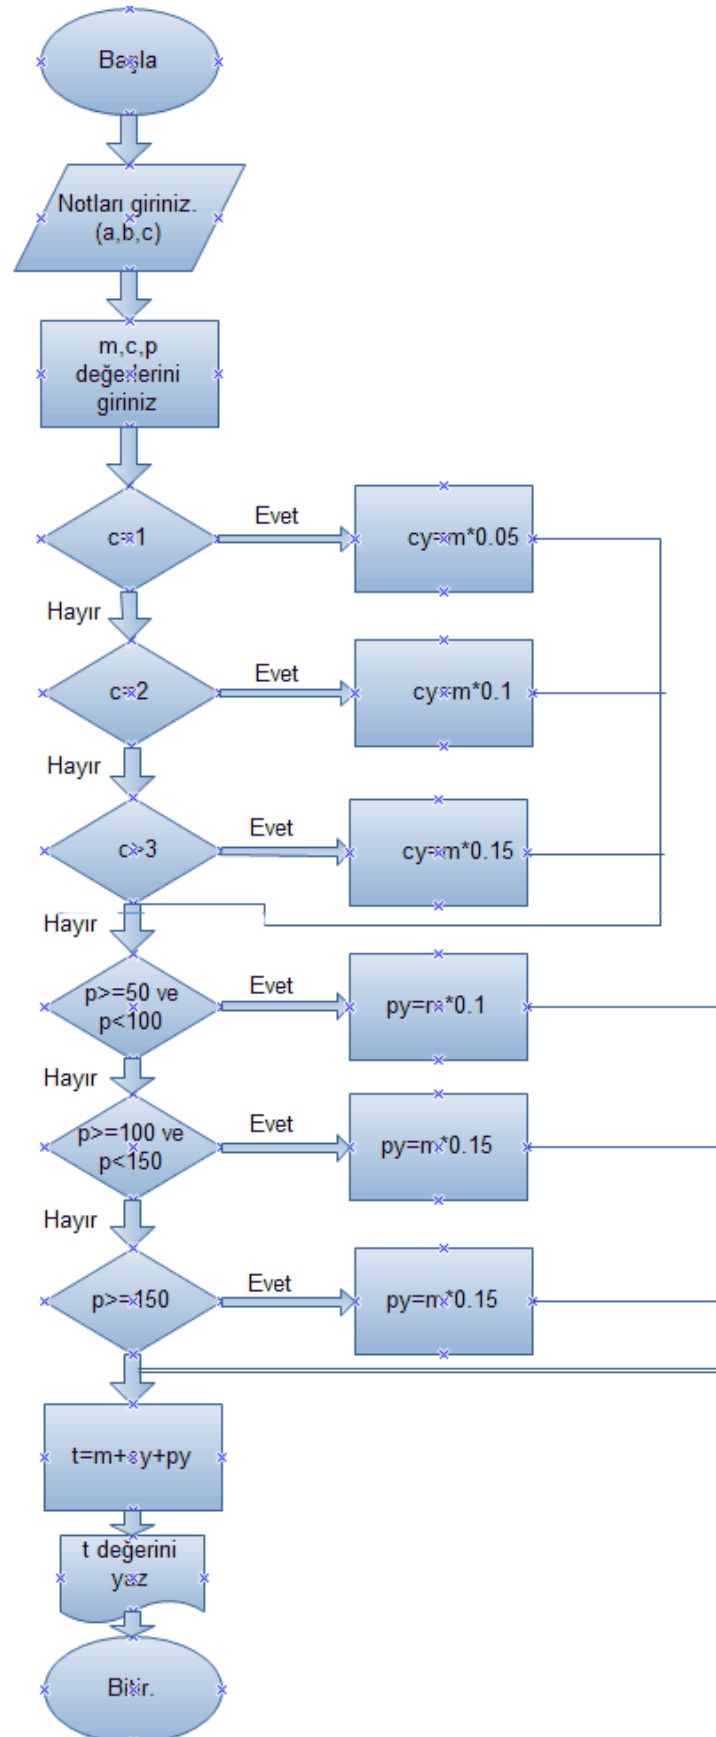 Başla
Notları giriniz.
(a,b,c)
m,c,p
değerlerini
giriniz
c=1
Evet
cy=m*0.05
Hayır
c=2
Evet
cy=m*0.1
Hayır
c>3
Evet
cy=m*0.15
Hayır
p>=50 ve
p<100
Evet
py=m*0.1
Hayır
p>=100 ve
p<150
Evet
py=m*0.15
Hayır
p>=150
Evet
py=m*0.15
t=m+cy+py
t değerini
yaz
Bitir.